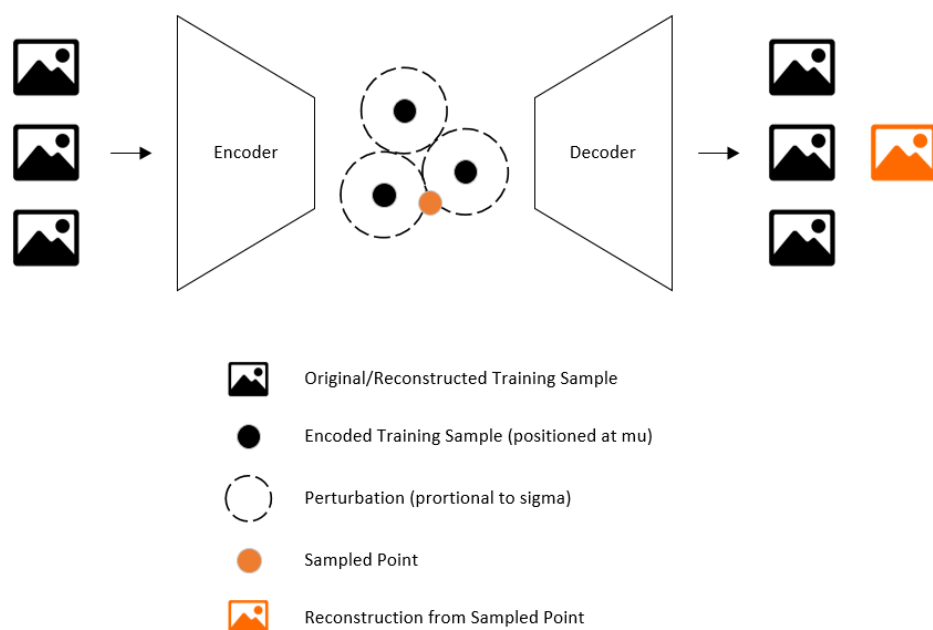 Encoder
Decoder
Original/Reconstructed Training Sample
Encoded Training Sample (positioned at mu)
Perturbation (prortional to sigma)
Sampled Point
Reconstruction from Sampled Point